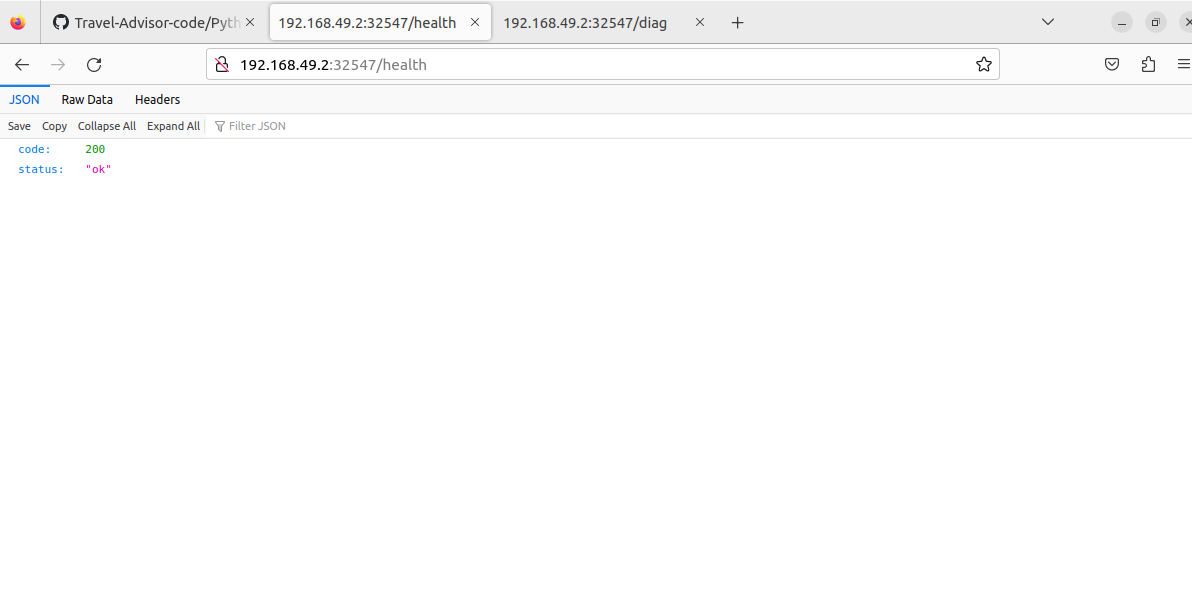 Travel-Advisor-code/Pyth
192.168.49.2:32547/health
192.168.49.2:32547/diag
192.168.49.2:32547/health
JSON Raw Data Headers
Save Copy Collapse All Expand All Filter JSON
code: 200
status: "ok"